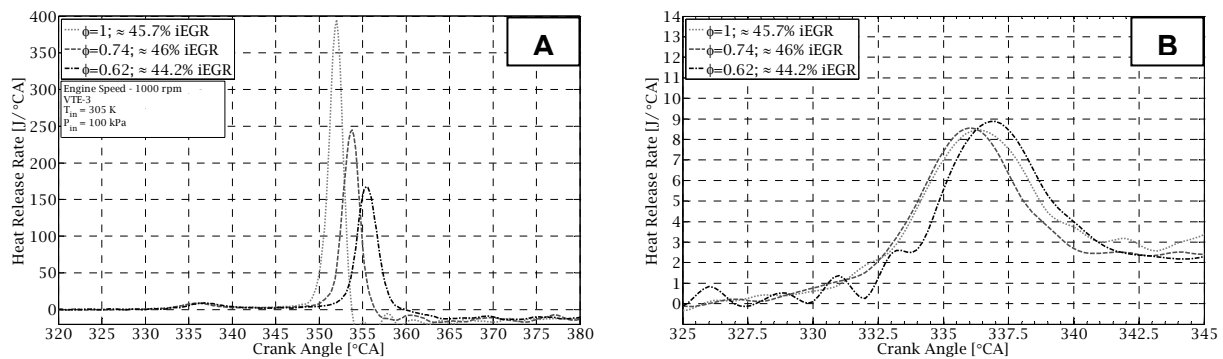 A
Heat Release Rate [J/°CA]
400
350
300
250
200
150
100
50
0
ϕ=1; ≈ 45.7% iEGR
ϕ=0.74; ≈ 46% iEGR
ϕ=0.62; ≈ 44.2% iEGR
Engine Speed - 1000 rpm
VTE-3
T_in = 305 K
P_in = 100 kPa
320 325 330 335 340 345 350 355 360 365 370 375 380
Crank Angle [°CA]
B
Heat Release Rate [J/°CA]
14
13
12
11
10
9
8
7
6
5
4
3
2
1
0
ϕ=1; ≈ 45.7% iEGR
ϕ=0.74; ≈ 46% iEGR
ϕ=0.62; ≈ 44.2% iEGR
325 327.5 330 332.5 335 337.5 340 342.5 345
Crank Angle [°CA]